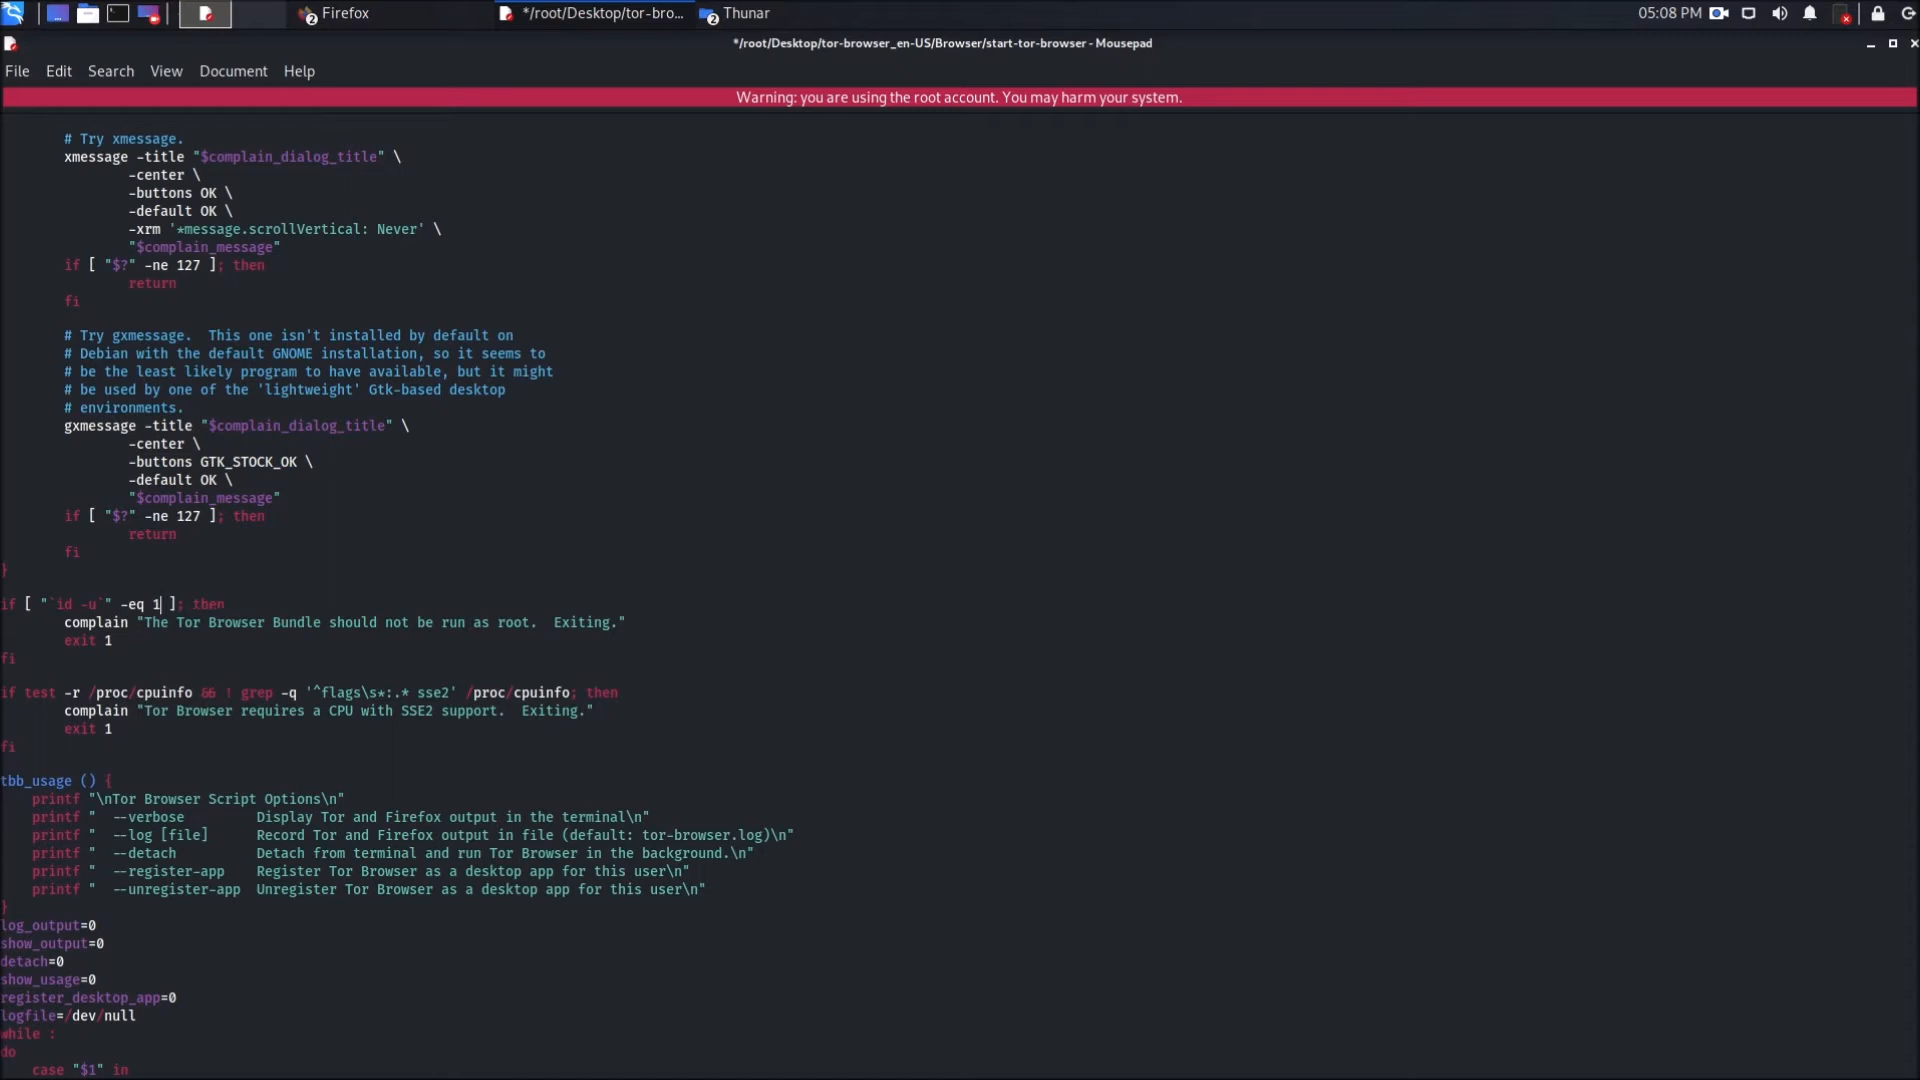 2 Firefox */root/Desktop/tor-bro... 2 Thunar 05:08 PM
*/root/Desktop/tor-browser_en-US/Browser/start-tor-browser - Mousepad
File Edit Search View Document Help
Warning: you are using the root account. You may harm your system.
# Try xmessage.
xmessage -title "$complain_dialog_title" \
-center \
-buttons OK \
-default OK \
-xrm '*message.scrollVertical: Never' \
"$complain_message"
if [ "$?" -ne 127 ]; then
return
fi
# Try gxmessage.  This one isn't installed by default on
# Debian with the default GNOME installation, so it seems to
# be the least likely program to have available, but it might
# be used by one of the 'lightweight' Gtk-based desktop
# environments.
gxmessage -title "$complain_dialog_title" \
-center \
-buttons GTK_STOCK_OK \
-default OK \
"$complain_message"
if [ "$?" -ne 127 ]; then
return
fi
}
if [ "`id -u`" -eq 1 ]; then
complain "The Tor Browser Bundle should not be run as root.  Exiting."
exit 1
fi
if test -r /proc/cpuinfo && ! grep -q '^flags\s*:.* sse2' /proc/cpuinfo; then
complain "Tor Browser requires a CPU with SSE2 support.  Exiting."
exit 1
fi
tbb_usage () {
printf "\nTor Browser Script Options\n"
printf "  --verbose         Display Tor and Firefox output in the terminal\n"
printf "  --log [file]      Record Tor and Firefox output in file (default: tor-browser.log)\n"
printf "  --detach          Detach from terminal and run Tor Browser in the background.\n"
printf "  --register-app    Register Tor Browser as a desktop app for this user\n"
printf "  --unregister-app  Unregister Tor Browser as a desktop app for this user\n"
}
log_output=0
show_output=0
detach=0
show_usage=0
register_desktop_app=0
logfile=/dev/null
while :
do
case "$1" in